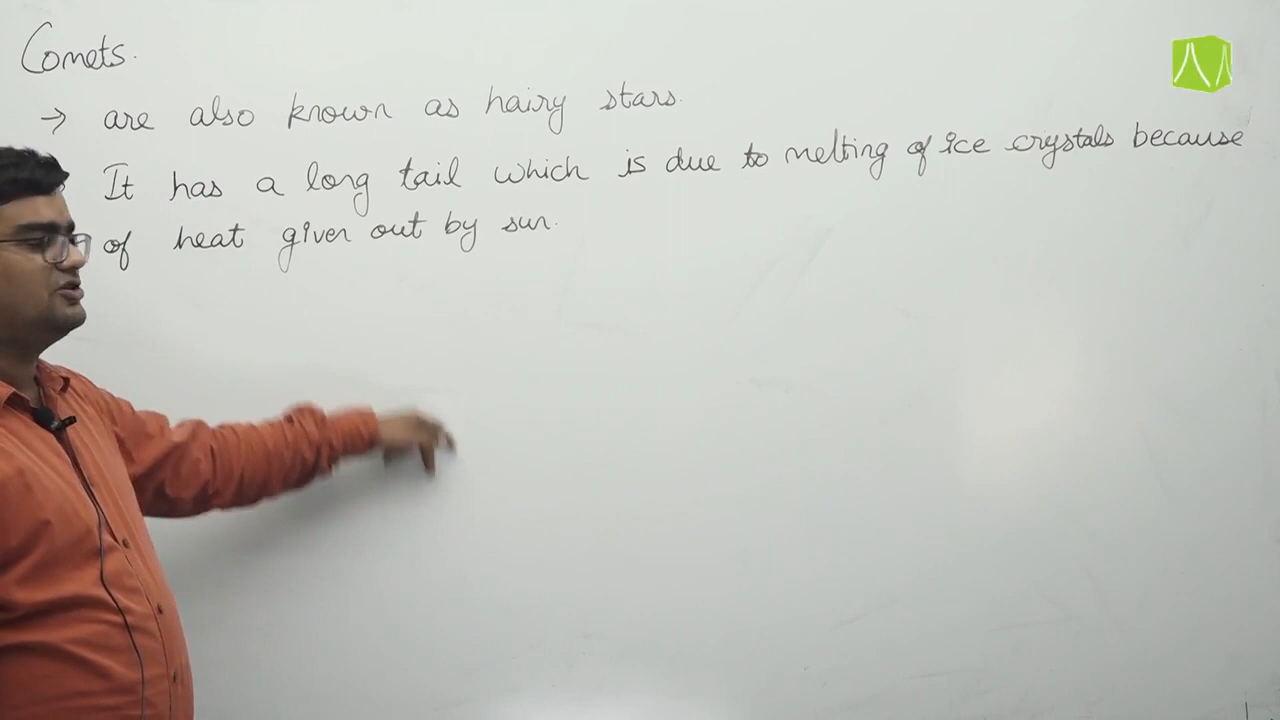 Comets.
→ are also known as hairy stars.
It has a long tail which is due to melting of ice crystals because
of heat given out by sun.